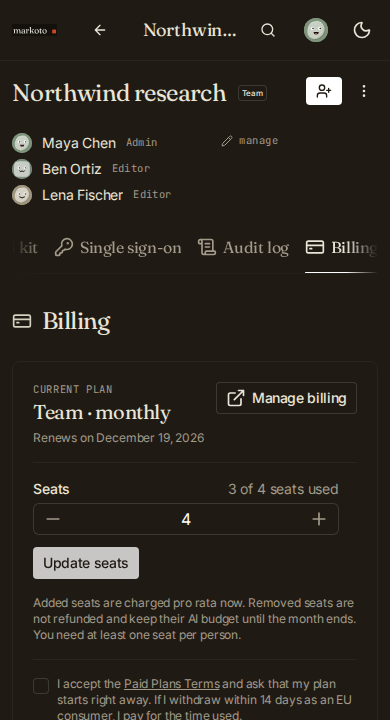 markoto
Northwin...
Northwind research Team
Maya Chen Admin
manage
Ben Ortiz Editor
Lena Fischer Editor
kit Single sign-on Audit log Billing
Billing
CURRENT PLAN
Team · monthly
Manage billing
Renews on December 19, 2026
Seats 3 of 4 seats used
4
Update seats
Added seats are charged pro rata now. Removed seats are
not refunded and keep their AI budget until the month ends.
You need at least one seat per person.
I accept the Paid Plans Terms and ask that my plan
starts right away. If I withdraw within 14 days as an EU
consumer, I pay for the time used.